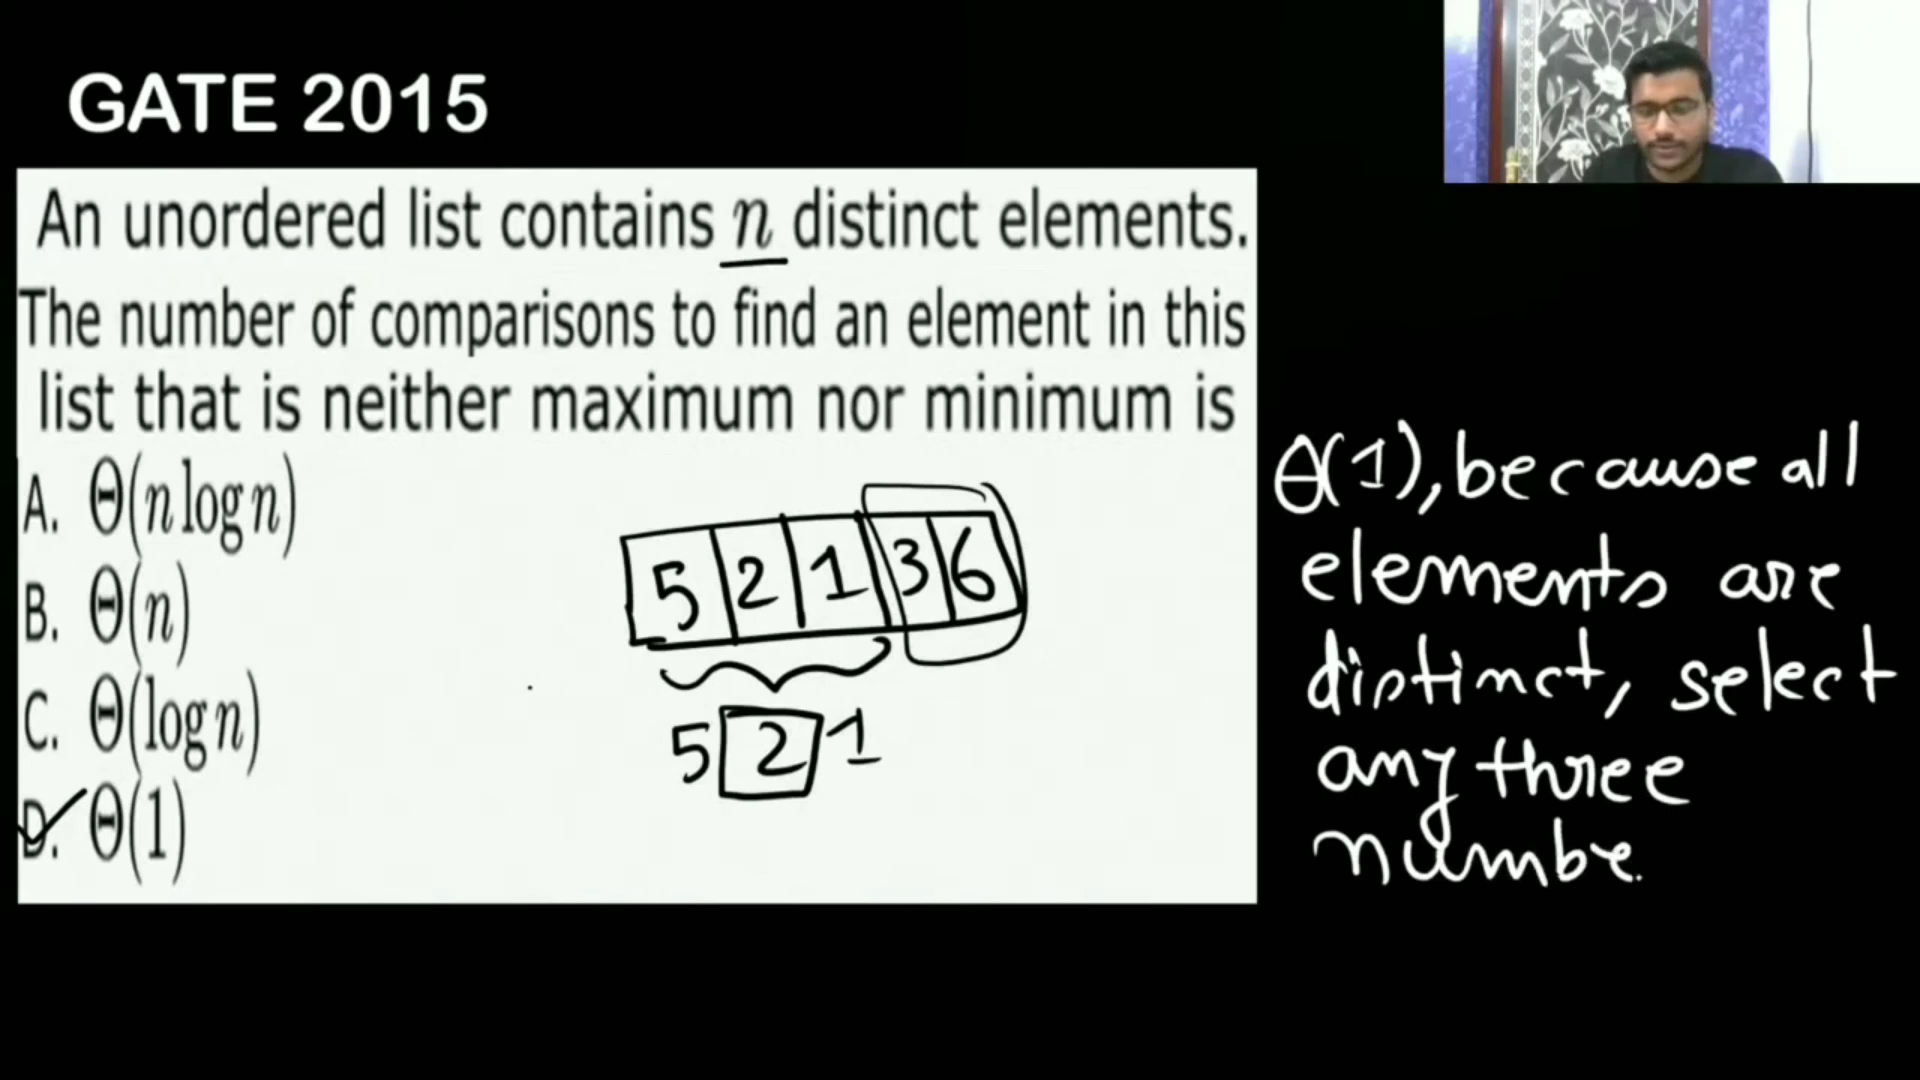 GATE 2015
An unordered list contains n distinct elements.
The number of comparisons to find an element in this
list that is neither maximum nor minimum is
A. Θ(n log n)
B. Θ(n)
C. Θ(log n)
D. Θ(1)
5 2 1 3 6
5 2 1
θ(1), because all
elements are
distinct, select
any three
numbe.